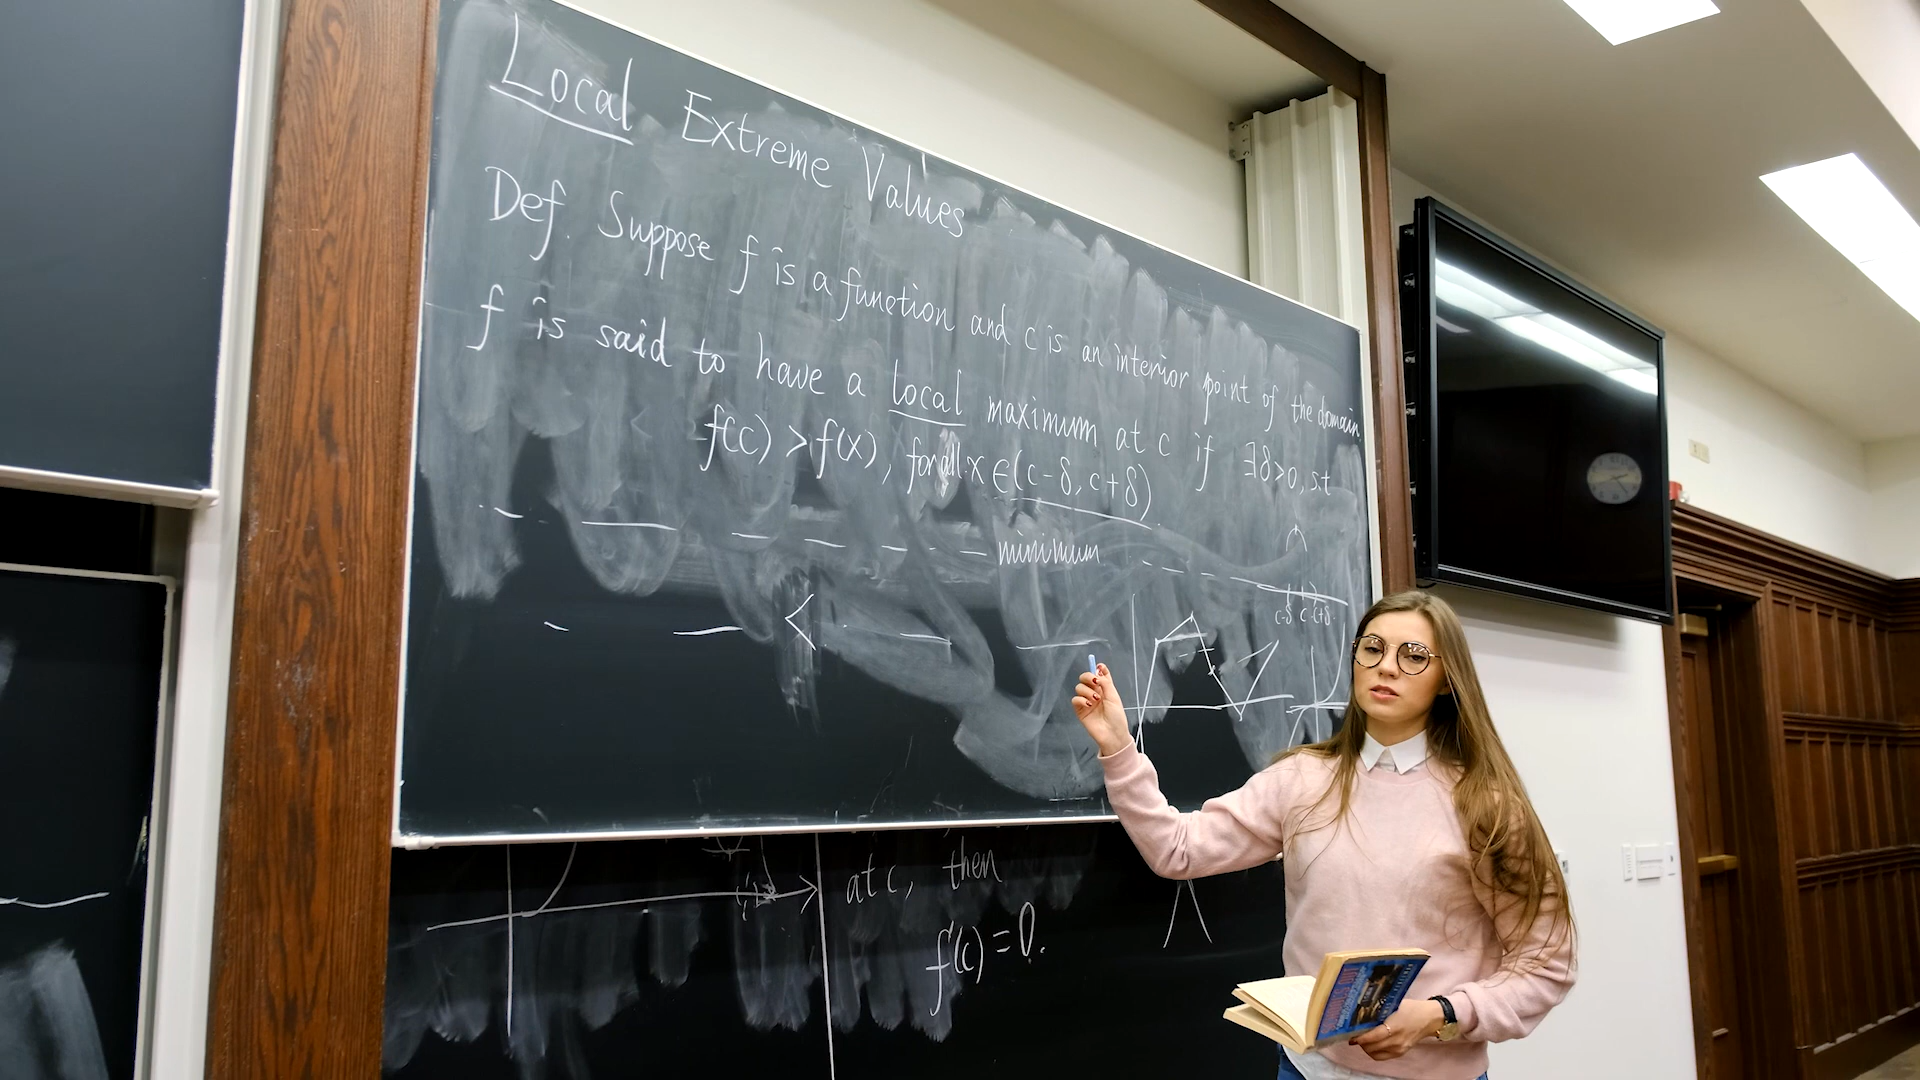 Local Extreme Values
Def. Suppose f is a function and c is an interior point of the domain.
f is said to have a local maximum at c if ∃δ>0, s.t
f(c) > f(x), for all x ∈ (c-δ, c+δ)
minimum
<
c-δ c c+δ
at c, then
f'(c) = 0.